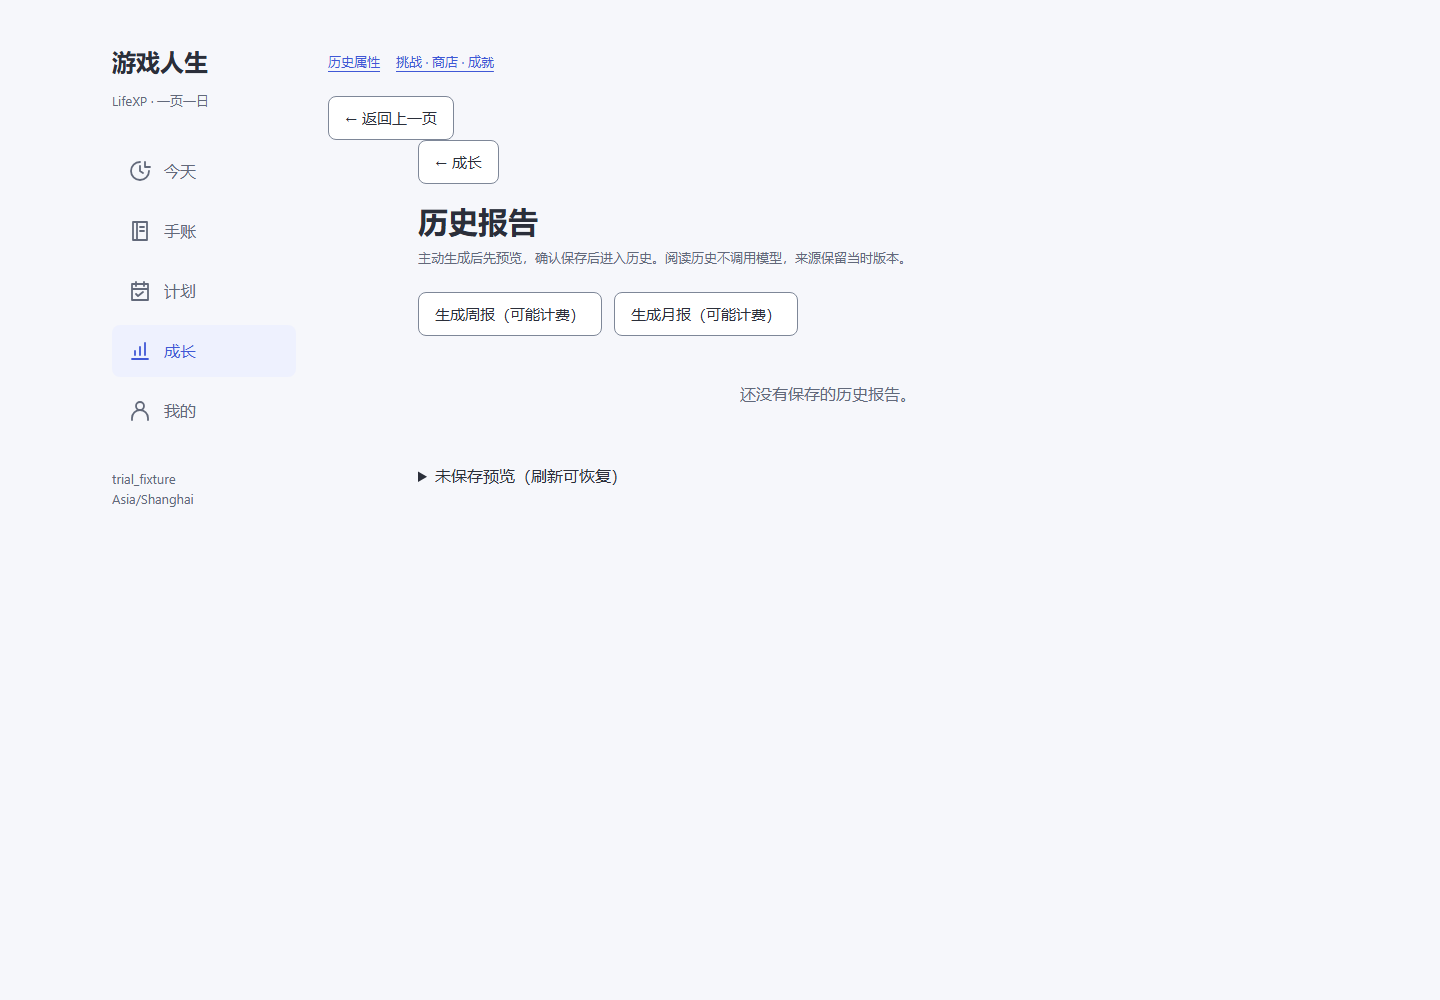 游戏人生
LifeXP · 一页一日
今天
手账
计划
成长
我的
trial_fixture
Asia/Shanghai
历史属性 挑战 · 商店 · 成就
← 返回上一页
← 成长
历史报告
主动生成后先预览，确认保存后进入历史。阅读历史不调用模型，来源保留当时版本。
生成周报（可能计费） 生成月报（可能计费）
还没有保存的历史报告。
▶ 未保存预览（刷新可恢复）